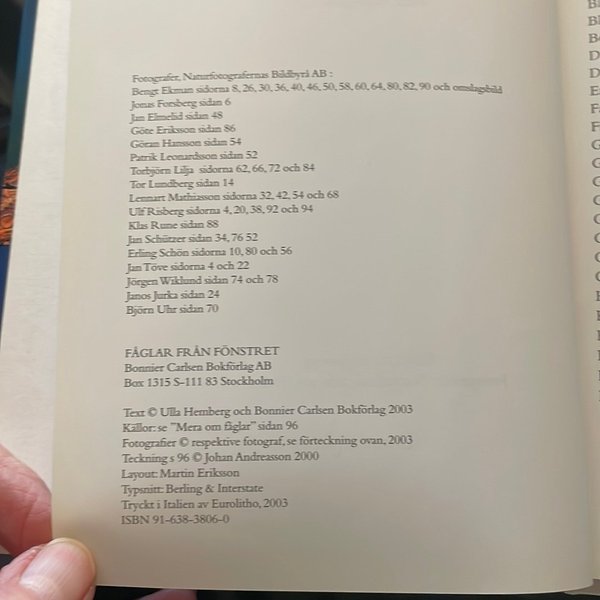 Fotografer, Naturfotografernas Bildbyrå AB :
Bengt Ekman sidorna 8, 26, 30, 36, 40, 46, 50, 58, 60, 64, 80, 82, 90 och omslagsbild
Jonas Forsberg sidan 6
Jan Elmelid sidan 48
Göte Eriksson sidan 86
Göran Hansson sidan 54
Patrik Leonardsson sidan 52
Torbjörn Lilja sidorna 62, 66, 72 och 84
Tor Lundberg sidan 14
Lennart Mathiasson sidorna 32, 42, 54 och 68
Ulf Risberg sidorna 4, 20, 38, 92 och 94
Klas Rune sidan 88
Jan Schützer sidan 34, 76 52
Erling Schön sidorna 10, 80 och 56
Jan Töve sidorna 4 och 22
Jörgen Wiklund sidan 74 och 78
Janos Jurka sidan 24
Björn Uhr sidan 70
FÅGLAR FRÅN FÖNSTRET
Bonnier Carlsen Bokförlag AB
Box 1315 S-111 83 Stockholm
Text © Ulla Hemberg och Bonnier Carlsen Bokförlag 2003
Källor: se "Mera om fåglar" sidan 96
Fotografier © respektive fotograf, se förteckning ovan, 2003
Teckning s 96 © Johan Andreasson 2000
Layout: Martin Eriksson
Typsnitt: Berling & Interstate
Tryckt i Italien av Eurolitho, 2003
ISBN 91-638-3806-0